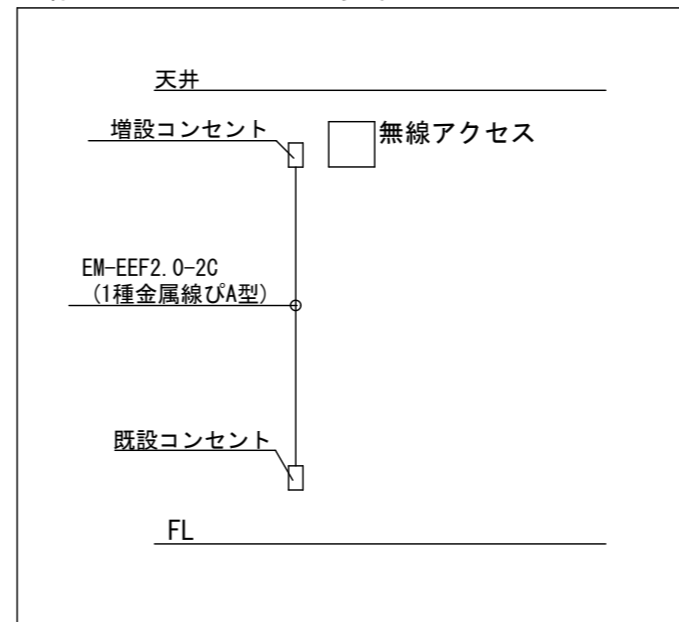 天井
増設コンセント
無線アクセス
EM-EEF2.0-2C
(1種金属線ぴA型)
既設コンセント
FL